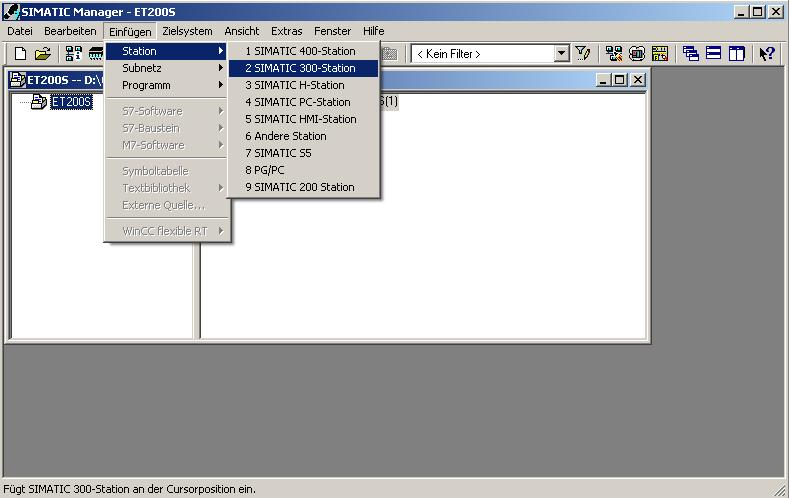 SIMATIC Manager - ET200S
Datei Bearbeiten Einfügen Zielsystem Ansicht Extras Fenster Hilfe
< Kein Filter >
Station
Subnetz
Programm
S7-Software
S7-Baustein
M7-Software
Symboltabelle
Textbibliothek
Externe Quelle...
WinCC flexible RT
1 SIMATIC 400-Station
2 SIMATIC 300-Station
3 SIMATIC H-Station
4 SIMATIC PC-Station
5 SIMATIC HMI-Station
6 Andere Station
7 SIMATIC S5
8 PG/PC
9 SIMATIC 200 Station
ET200S -- D:\
ET200S
(1)
Fügt SIMATIC 300-Station an der Cursorposition ein.